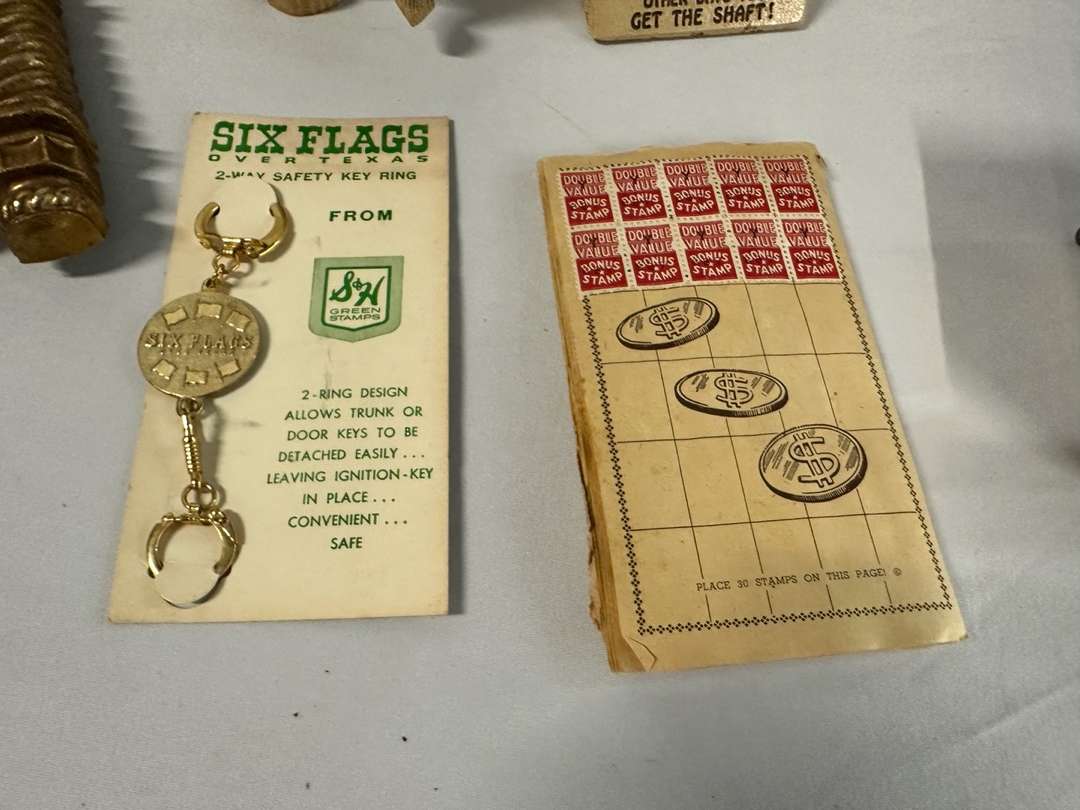 GET THE SHAFT!
SIX FLAGS
OVER TEXAS
2-WAY SAFETY KEY RING
FROM
S&H
GREEN
STAMPS
SIX FLAGS
2-RING DESIGN
ALLOWS TRUNK OR
DOOR KEYS TO BE
DETACHED EASILY...
LEAVING IGNITION-KEY
IN PLACE...
CONVENIENT...
SAFE
DOUBLE DOUBLE DOUBLE DOUBLE DOUBLE
VALUE VALUE VALUE VALUE VALUE
BONUS BONUS BONUS BONUS BONUS
STAMP STAMP STAMP STAMP STAMP
DOUBLE DOUBLE DOUBLE DOUBLE DOUBLE
VALUE VALUE VALUE VALUE VALUE
BONUS BONUS BONUS BONUS BONUS
STAMP STAMP STAMP STAMP STAMP
$
$
$
PLACE 30 STAMPS ON THIS PAGE! ©